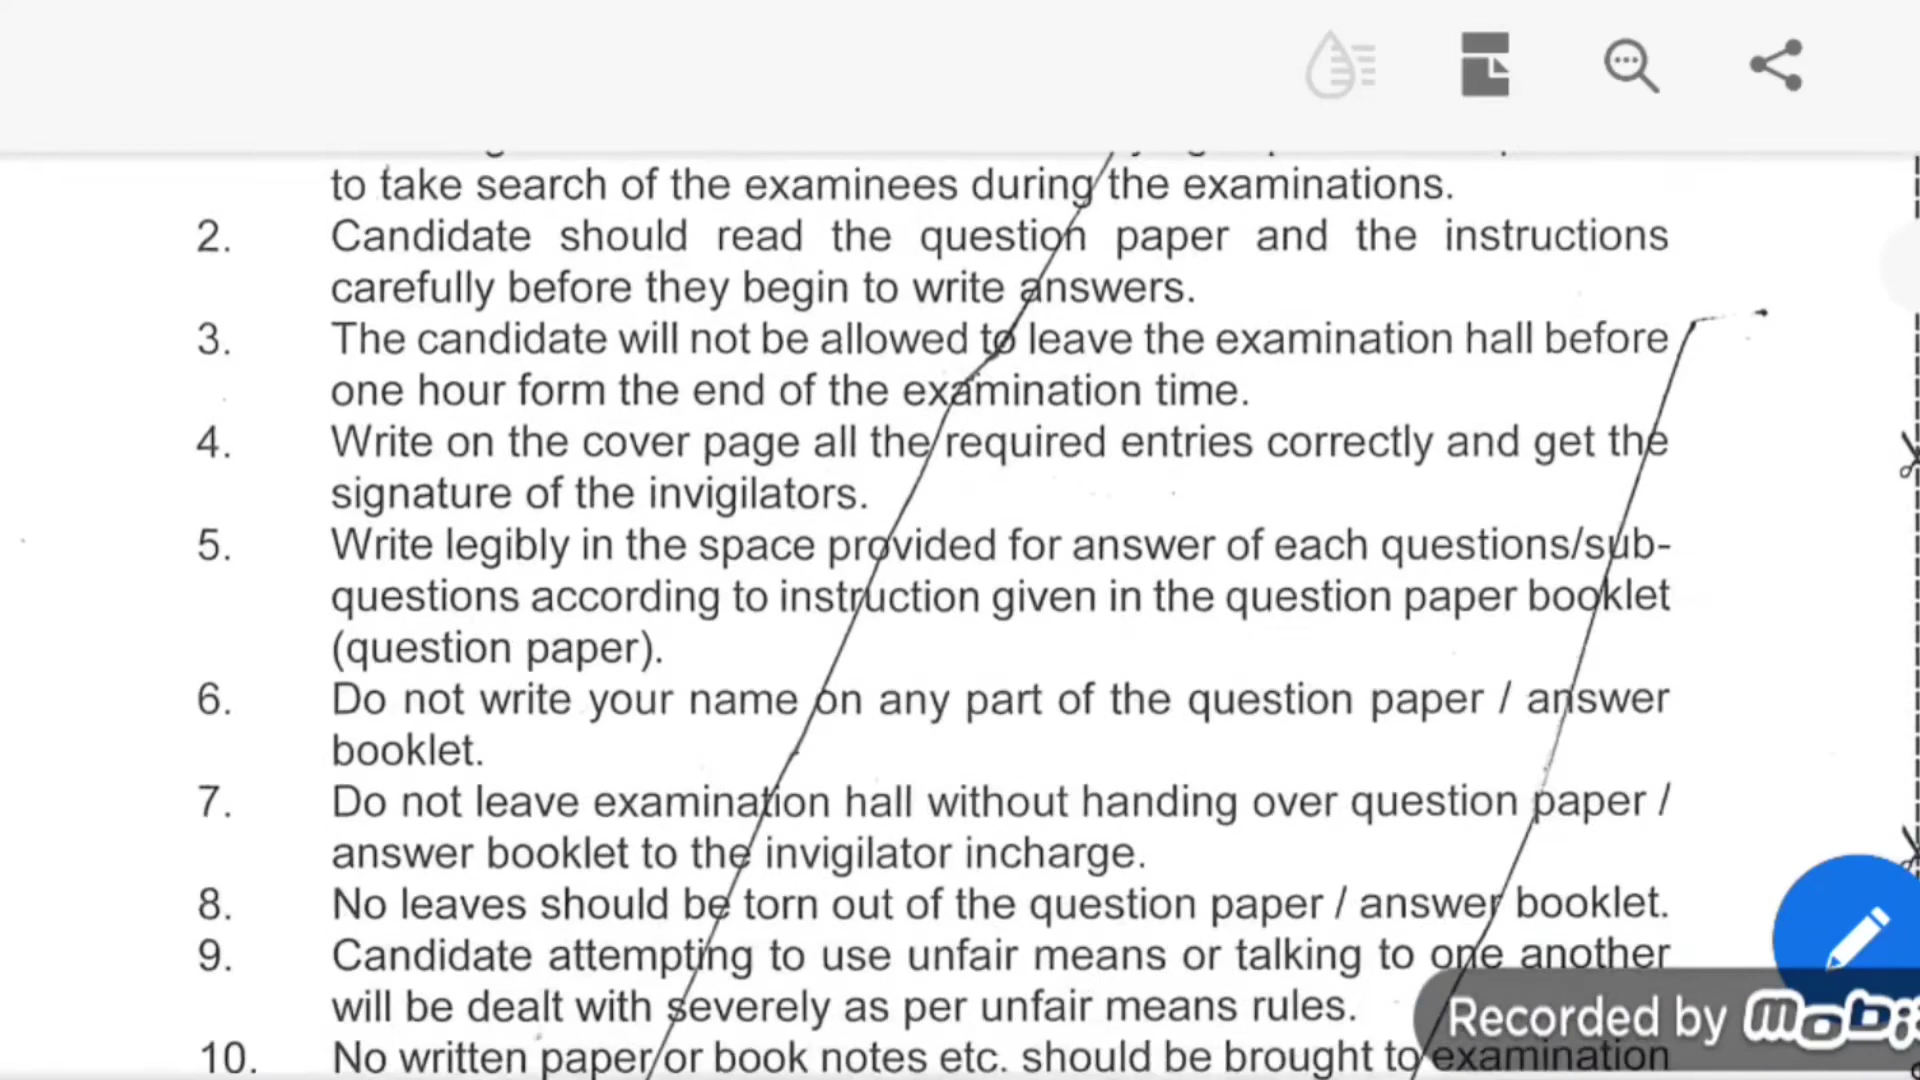 to take search of the examinees during the examinations.
2. Candidate should read the question paper and the instructions
carefully before they begin to write answers.
3. The candidate will not be allowed to leave the examination hall before
one hour form the end of the examination time.
4. Write on the cover page all the required entries correctly and get the
signature of the invigilators.
5. Write legibly in the space provided for answer of each questions/sub-
questions according to instruction given in the question paper booklet
(question paper).
6. Do not write your name on any part of the question paper / answer
booklet.
7. Do not leave examination hall without handing over question paper /
answer booklet to the invigilator incharge.
8. No leaves should be torn out of the question paper / answer booklet.
9. Candidate attempting to use unfair means or talking to one another
will be dealt with severely as per unfair means rules.
10. No written paper or book notes etc. should be brought to examination
Recorded by